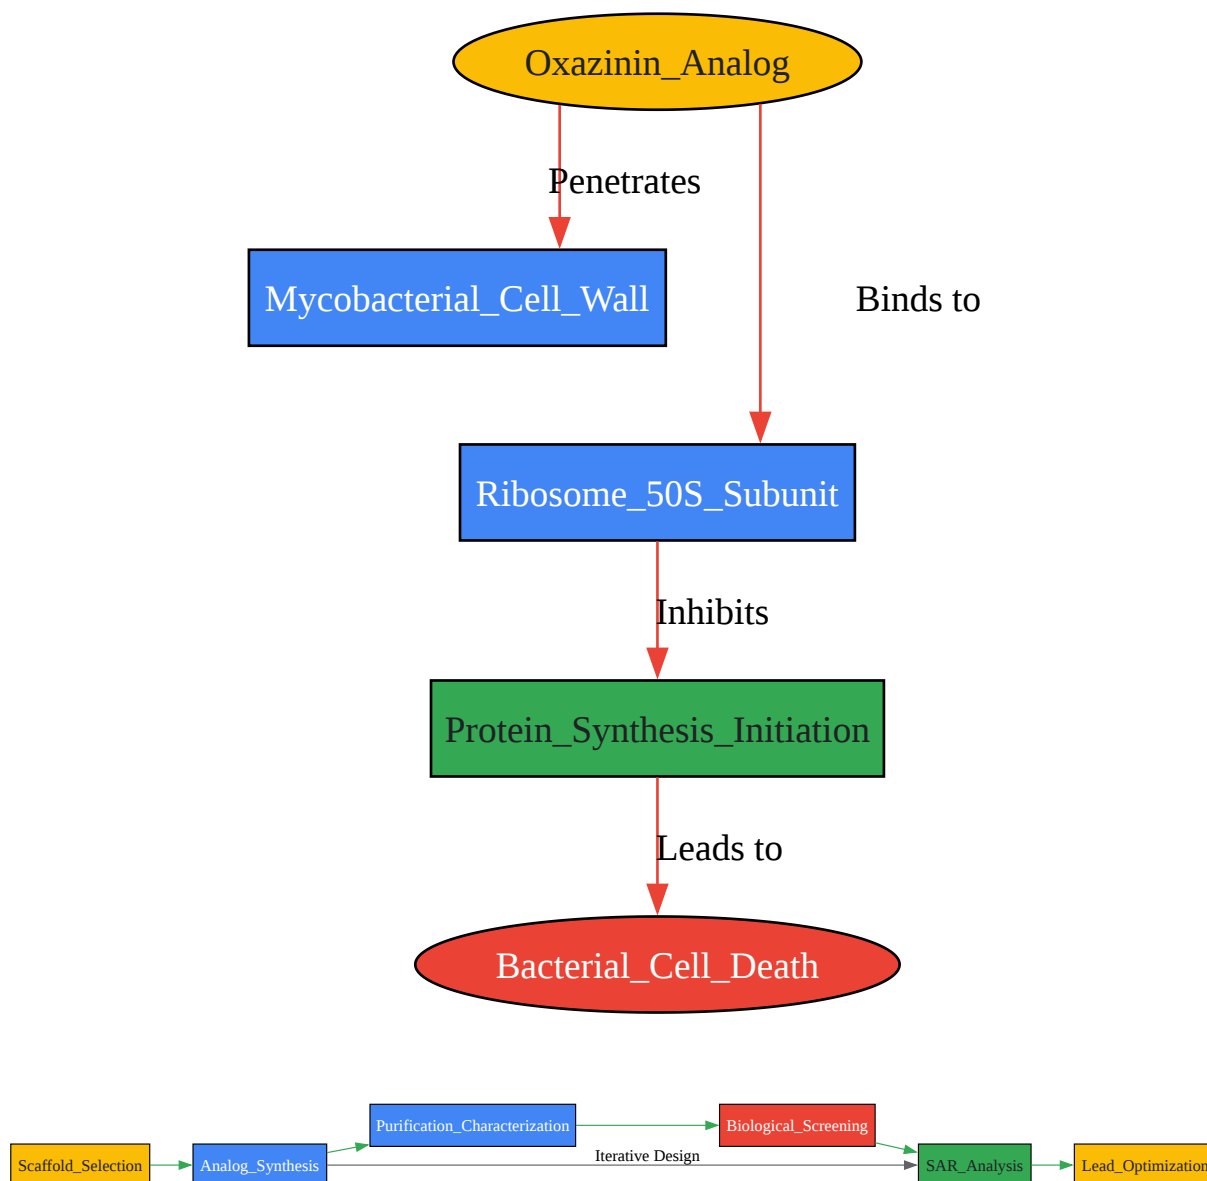 Oxazinin_Analog
Penetrates
Mycobacterial_Cell_Wall
Binds to
Ribosome_50S_Subunit
Inhibits
Protein_Synthesis_Initiation
Leads to
Bacterial_Cell_Death
Purification_Characterization
Biological_Screening
Iterative Design
Scaffold_Selection
Analog_Synthesis
SAR_Analysis
Lead_Optimization